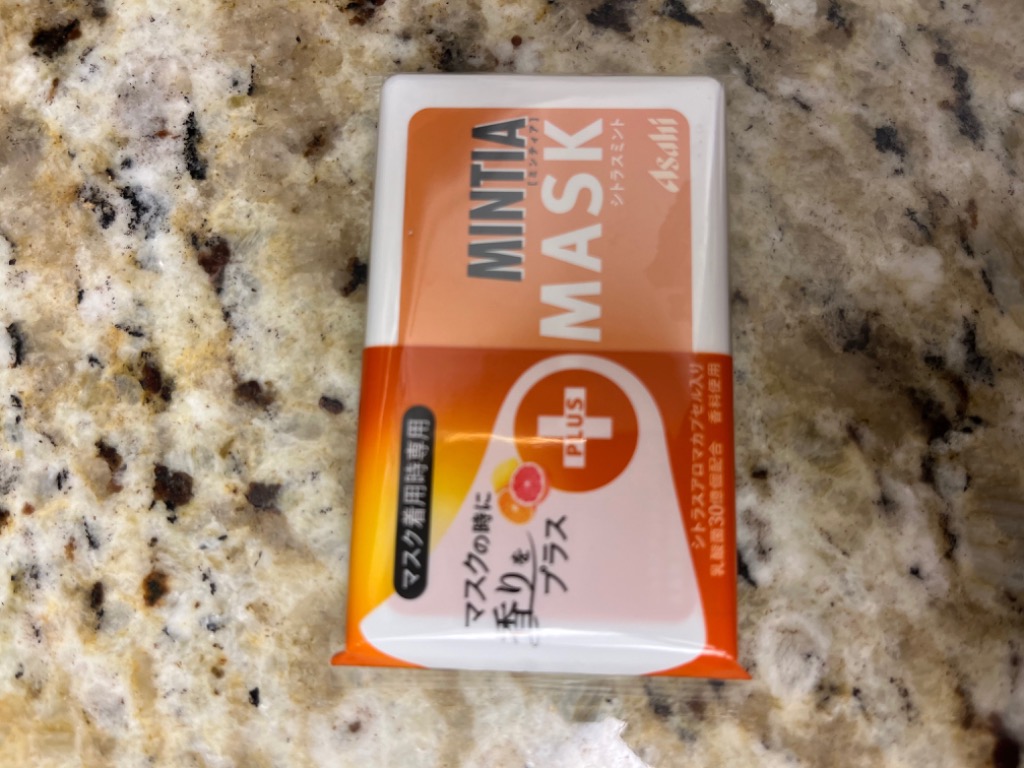 マスク着用時専用
マスクの時に
香りを
プラス
PLUS
MINTIA
[ミンティア]
MASK
シトラスミント
Asahi
シトラスアロマカプセル入り
乳酸菌30億個配合 香料使用